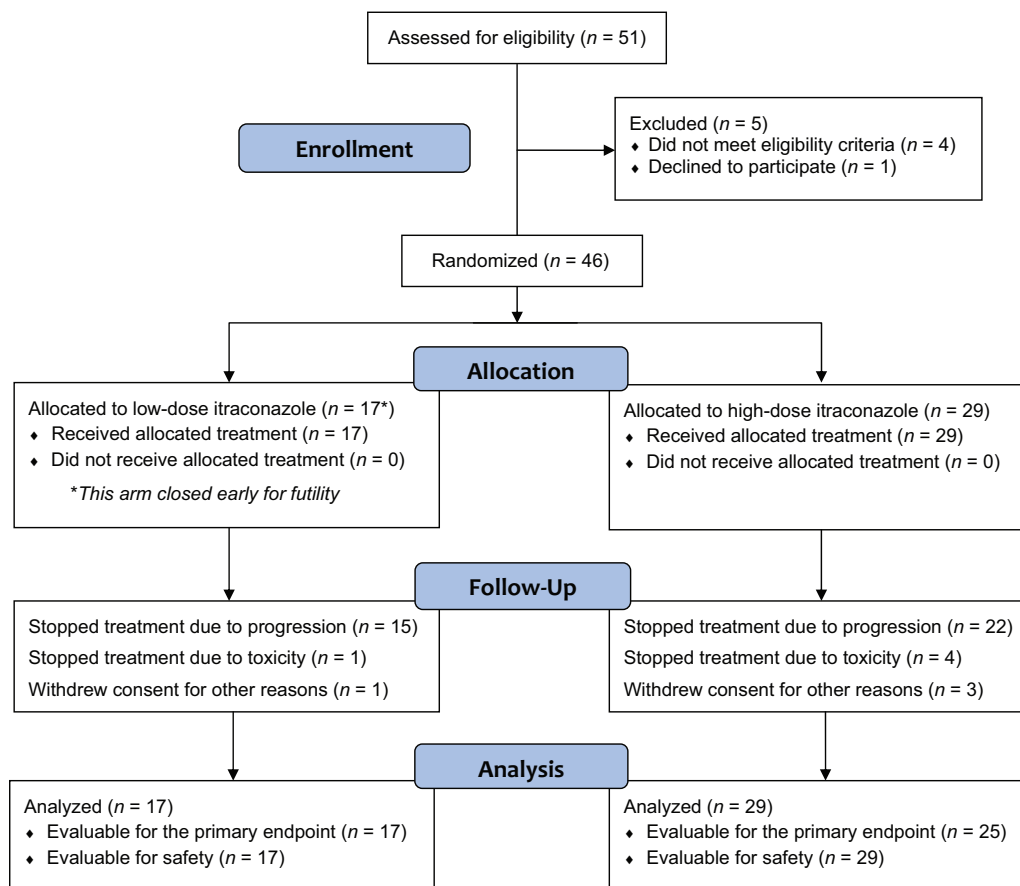 Assessed for eligibility (n = 51)
Enrollment
Excluded (n = 5)
♦ Did not meet eligibility criteria (n = 4)
♦ Declined to participate (n = 1)
Randomized (n = 46)
Allocation
Allocated to low-dose itraconazole (n = 17*)
♦ Received allocated treatment (n = 17)
♦ Did not receive allocated treatment (n = 0)
*This arm closed early for futility
Allocated to high-dose itraconazole (n = 29)
♦ Received allocated treatment (n = 29)
♦ Did not receive allocated treatment (n = 0)
Follow-Up
Stopped treatment due to progression (n = 15)
Stopped treatment due to toxicity (n = 1)
Withdrew consent for other reasons (n = 1)
Stopped treatment due to progression (n = 22)
Stopped treatment due to toxicity (n = 4)
Withdrew consent for other reasons (n = 3)
Analysis
Analyzed (n = 17)
♦ Evaluable for the primary endpoint (n = 17)
♦ Evaluable for safety (n = 17)
Analyzed (n = 29)
♦ Evaluable for the primary endpoint (n = 25)
♦ Evaluable for safety (n = 29)